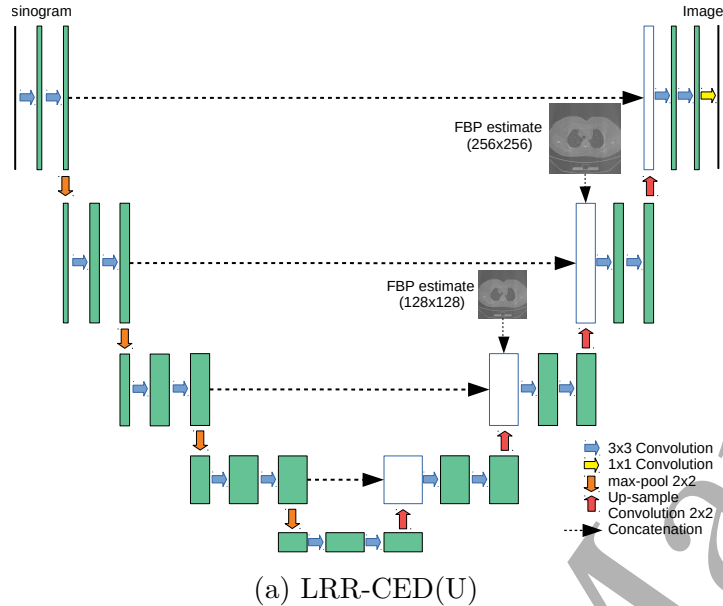 sinogram
Image
FBP estimate
(256x256)
FBP estimate
(128x128)
3x3 Convolution
1x1 Convolution
max-pool 2x2
Up-sample
Convolution 2x2
Concatenation
(a) LRR-CED(U)